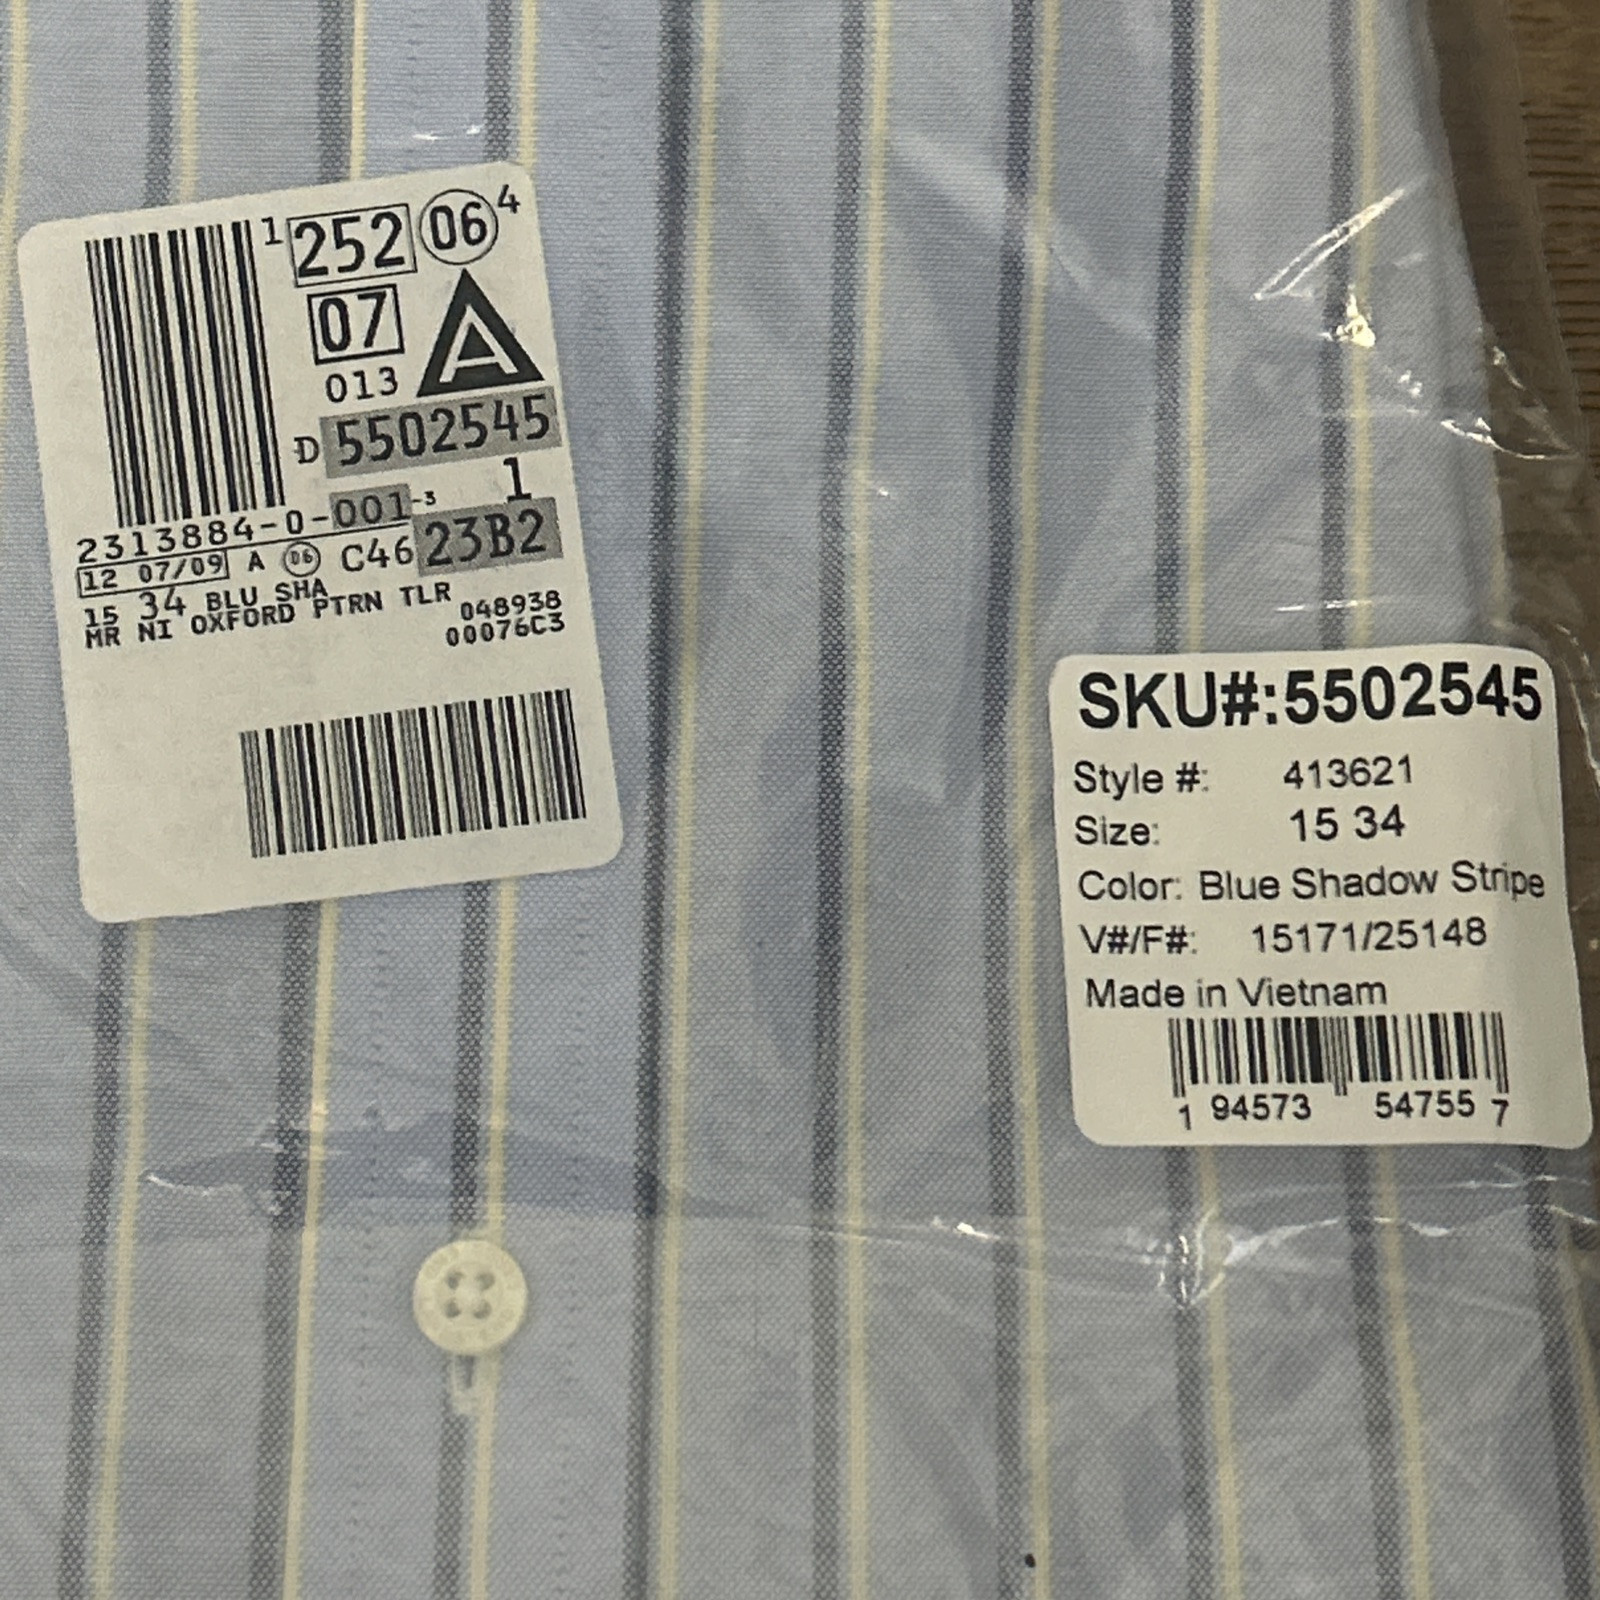 1 252 06 4
07 A
013
D 5502545
1
2313884-0-001-3
12 07/09 A 06 C46 23B2
15 34 BLU SHA
MR NI OXFORD PTRN TLR
048938
00076C3
SKU#:5502545
Style #: 413621
Size: 15 34
Color: Blue Shadow Stripe
V#/F#: 15171/25148
Made in Vietnam
1 94573 54755 7